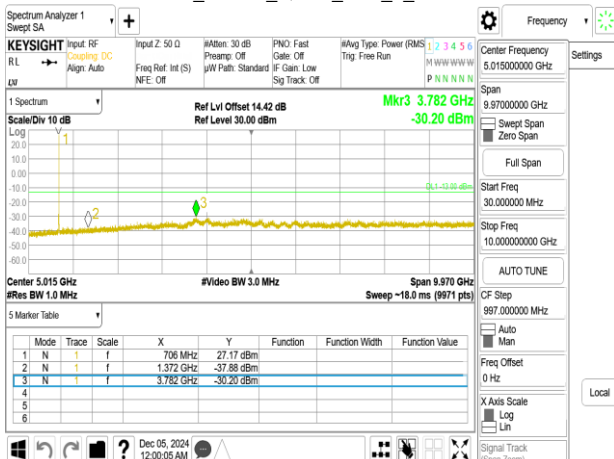 Spectrum Analyzer 1
Swept SA
+
Frequency
KEYSIGHT
RL
Input: RF
Coupling: DC
Align: Auto
Input Z: 50 Ω
Freq Ref: Int (S)
NFE: Off
#Atten: 30 dB
Preamp: Off
µW Path: Standard
PNO: Fast
Gate: Off
IF Gain: Low
Sig Track: Off
#Avg Type: Power (RMS
Trig: Free Run
1 2 3 4 5 6
M W W W W W
P N N N N N
Settings
1 Spectrum
Scale/Div 10 dB
Ref Lvl Offset 14.42 dB
Ref Level 30.00 dBm
Mkr3 3.782 GHz
-30.20 dBm
Log
20.0
10.0
0.00
-10.0
-20.0
-30.0
-40.0
-50.0
-60.0
1
2
3
DL1 -13.00 dBm
Center 5.015 GHz
#Res BW 1.0 MHz
#Video BW 3.0 MHz
Span 9.970 GHz
Sweep ~18.0 ms (9971 pts)
5 Marker Table
Mode Trace Scale X Y Function Function Width Function Value
1 N 1 f 706 MHz 27.17 dBm
2 N 1 f 1.372 GHz -37.88 dBm
3 N 1 f 3.782 GHz -30.20 dBm
4
5
6
Center Frequency
5.015000000 GHz
Span
9.97000000 GHz
Swept Span
Zero Span
Full Span
Start Freq
30.000000 MHz
Stop Freq
10.000000000 GHz
AUTO TUNE
CF Step
997.000000 MHz
Auto
Man
Freq Offset
0 Hz
X Axis Scale
Log
Lin
Signal Track
(Span Zoom)
Local
?
Dec 05, 2024
12:00:05 AM